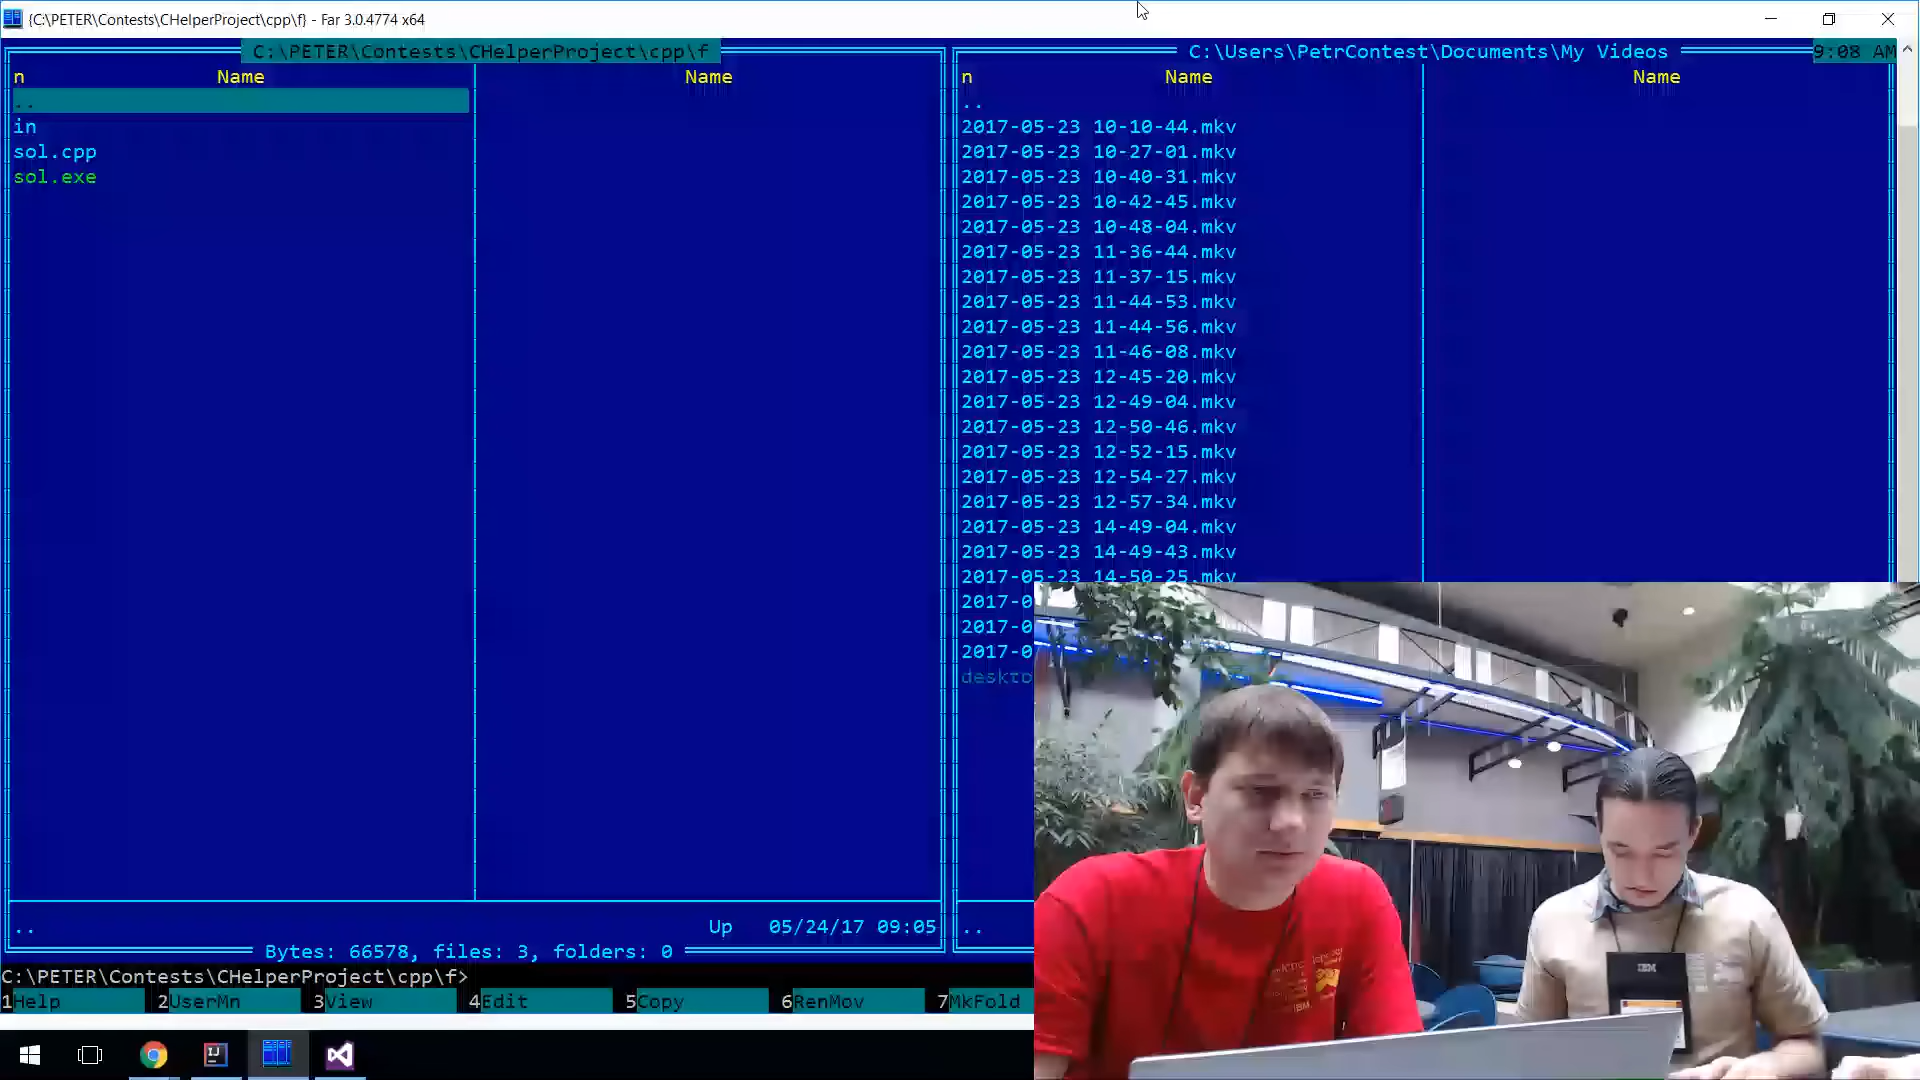 {C:\PETER\Contests\CHelperProject\cpp\f} - Far 3.0.4774 x64
C:\PETER\Contests\CHelperProject\cpp\f
C:\Users\PetrContest\Documents\My Videos
9:08 AM
n Name Name
n Name Name
..
in
sol.cpp
sol.exe
..
2017-05-23 10-10-44.mkv
2017-05-23 10-27-01.mkv
2017-05-23 10-40-31.mkv
2017-05-23 10-42-45.mkv
2017-05-23 10-48-04.mkv
2017-05-23 11-36-44.mkv
2017-05-23 11-37-15.mkv
2017-05-23 11-44-53.mkv
2017-05-23 11-44-56.mkv
2017-05-23 11-46-08.mkv
2017-05-23 12-45-20.mkv
2017-05-23 12-49-04.mkv
2017-05-23 12-50-46.mkv
2017-05-23 12-52-15.mkv
2017-05-23 12-54-27.mkv
2017-05-23 12-57-34.mkv
2017-05-23 14-49-04.mkv
2017-05-23 14-49-43.mkv
2017-05-23 14-50-25.mkv
2017-0
2017-0
2017-0
deskto
.. Up 05/24/17 09:05
..
Bytes: 66578, files: 3, folders: 0
C:\PETER\Contests\CHelperProject\cpp\f>
1Help 2UserMn 3View 4Edit 5Copy 6RenMov 7MkFold
IBM
IBM